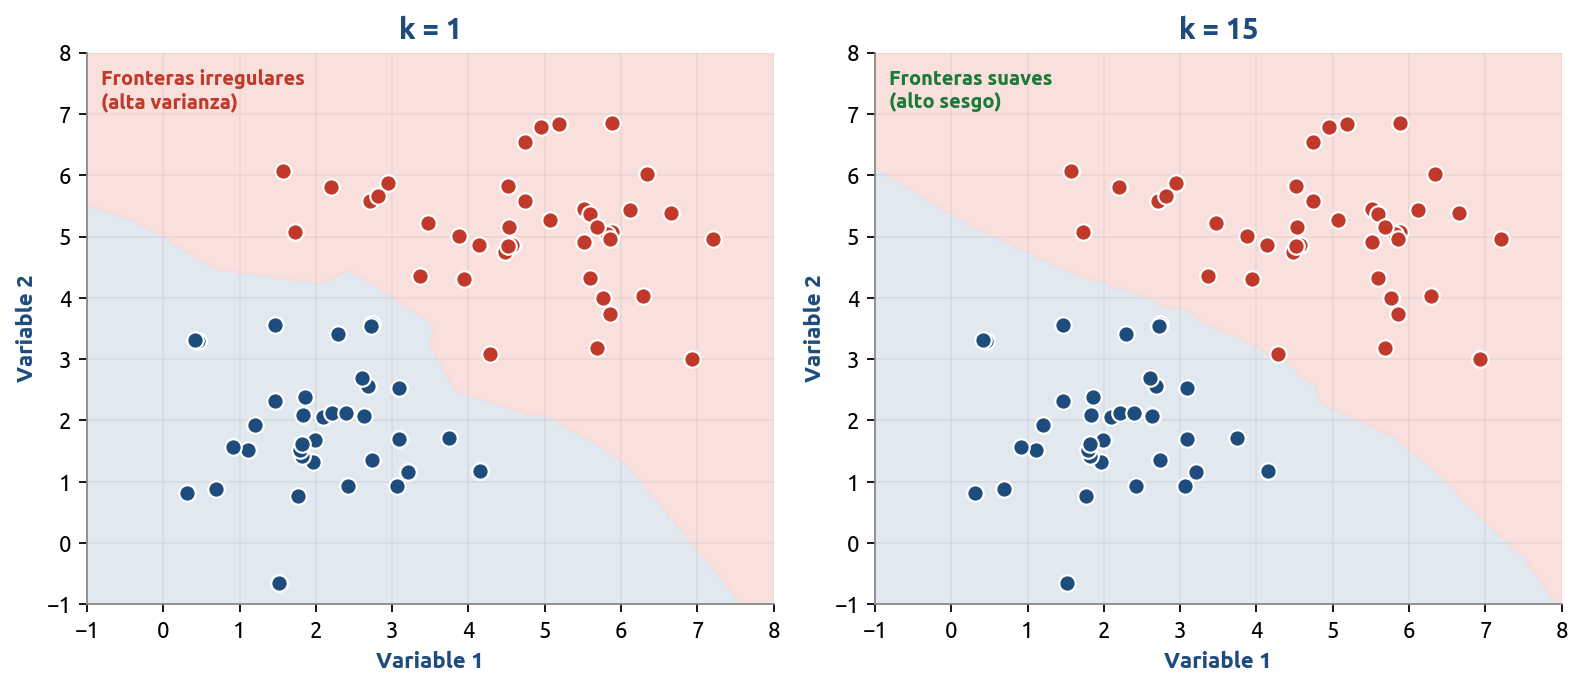 k = 1
Fronteras irregulares
(alta varianza)
8
7
6
5
4
3
2
1
0
−1
Variable 2
−1 0 1 2 3 4 5 6 7 8
Variable 1
k = 15
Fronteras suaves
(alto sesgo)
8
7
6
5
4
3
2
1
0
−1
Variable 2
−1 0 1 2 3 4 5 6 7 8
Variable 1